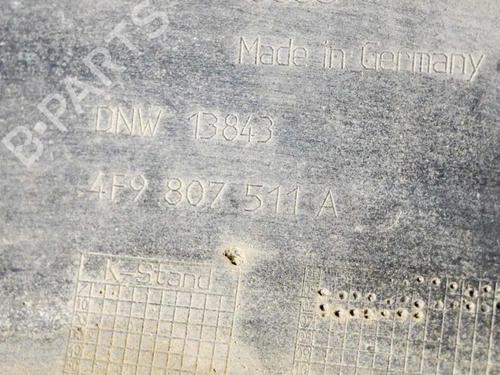 Made in Germany
B-PARTS
DNW 13843
4F9 807 511 A
K-Stand